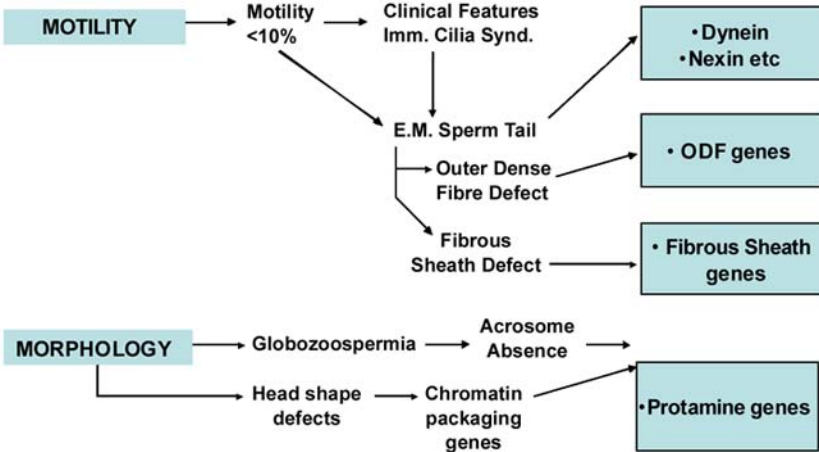 MOTILITY
Motility
<10%
Clinical Features
Imm. Cilia Synd.
•Dynein
•Nexin etc
E.M. Sperm Tail
Outer Dense
Fibre Defect
• ODF genes
Fibrous
Sheath Defect
• Fibrous Sheath
genes
MORPHOLOGY
Globozoospermia
Acrosome
Absence
Head shape
defects
Chromatin
packaging
genes
•Protamine genes